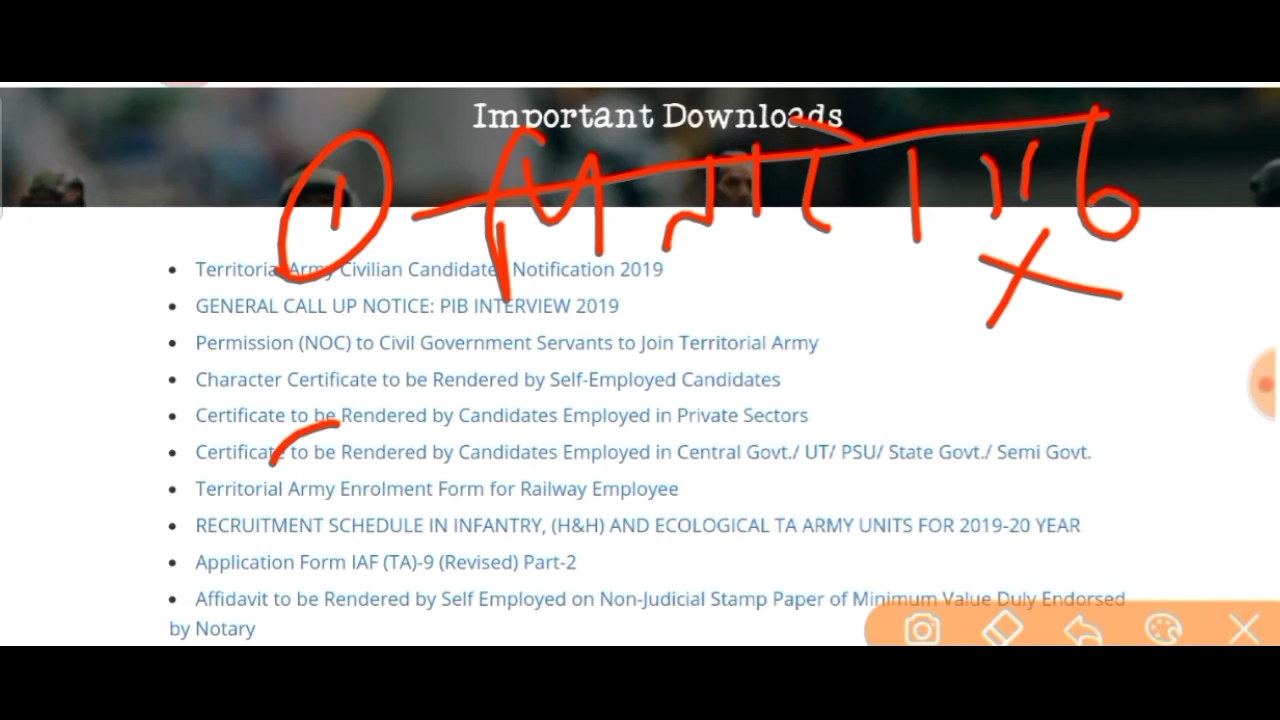 Important Downloads
①
Territorial Army Civilian Candidates Notification 2019
GENERAL CALL UP NOTICE: PIB INTERVIEW 2019
Permission (NOC) to Civil Government Servants to Join Territorial Army
Character Certificate to be Rendered by Self-Employed Candidates
Certificate to be Rendered by Candidates Employed in Private Sectors
Certificate to be Rendered by Candidates Employed in Central Govt./ UT/ PSU/ State Govt./ Semi Govt.
Territorial Army Enrolment Form for Railway Employee
RECRUITMENT SCHEDULE IN INFANTRY, (H&H) AND ECOLOGICAL TA ARMY UNITS FOR 2019-20 YEAR
Application Form IAF (TA)-9 (Revised) Part-2
Affidavit to be Rendered by Self Employed on Non-Judicial Stamp Paper of Minimum Value Duly Endorsed
by Notary